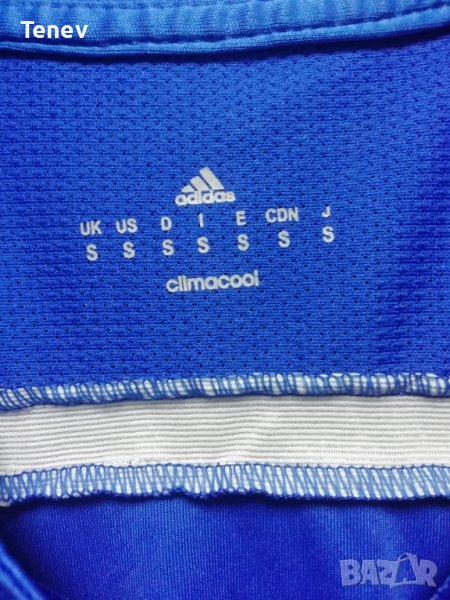 Tenev
adidas
UK US D I E CDN J
S S S S S S S
climacool
BAZAR